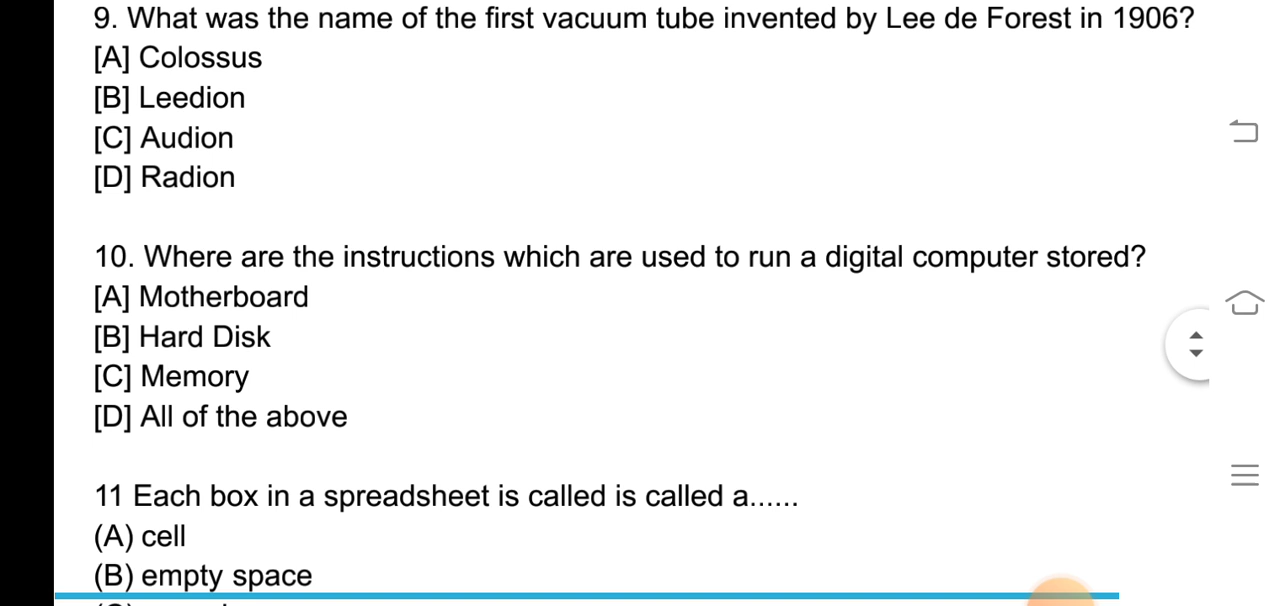 9. What was the name of the first vacuum tube invented by Lee de Forest in 1906?
[A] Colossus
[B] Leedion
[C] Audion
[D] Radion
10. Where are the instructions which are used to run a digital computer stored?
[A] Motherboard
[B] Hard Disk
[C] Memory
[D] All of the above
11 Each box in a spreadsheet is called is called a......
(A) cell
(B) empty space